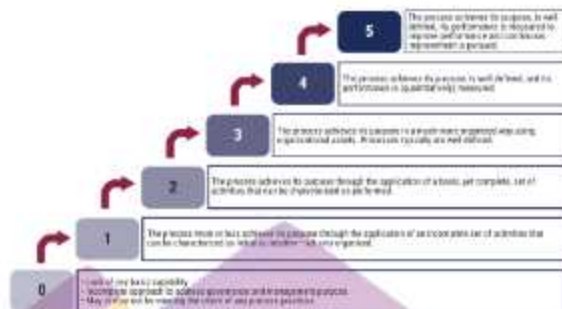 5
The process achieves its purpose, is well
defined, its performance is measured to
improve performance and continuous
improvement is pursued.
4
The process achieves its purpose, is well defined, and its
performance is (quantitatively) measured.
3
The process achieves its purpose in a much more organized way using
organizational assets. Processes typically are well defined.
2
The process achieves its purpose through the application of a basic, yet complete, set of
activities that can be characterized as performed.
1
The process more or less achieves its purpose through the application of an incomplete set of activities that
can be characterized as initial or intuitive - not very organized.
0
- Lack of any basic capability
- Incomplete approach to address governance and management purpose
- May or may not be meeting the intent of any process practices